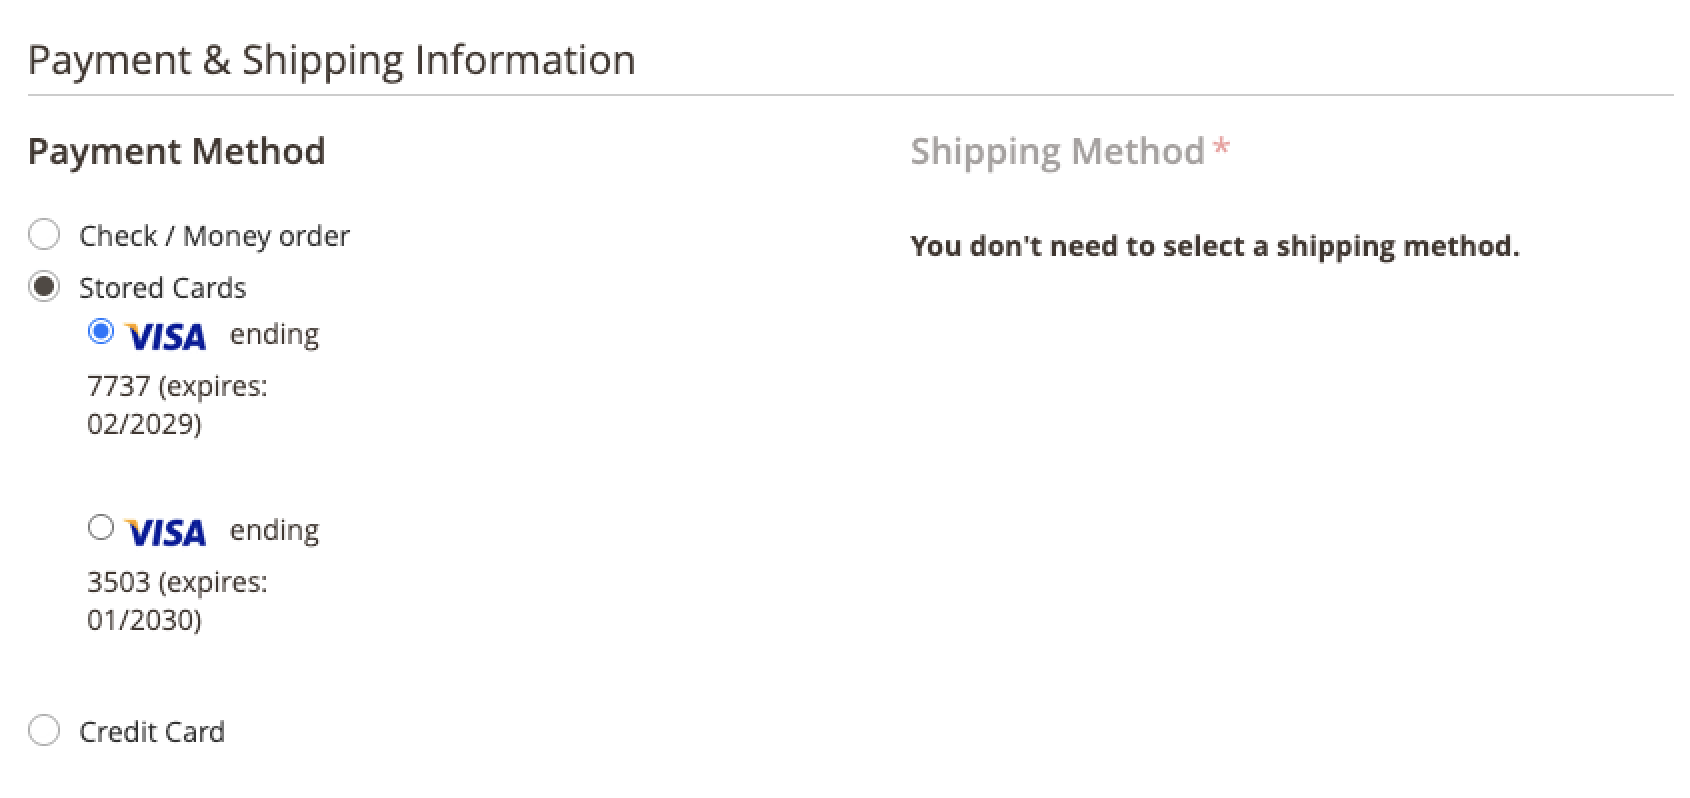 Payment & Shipping Information
Payment Method
Check / Money order
Stored Cards
VISA ending
7737 (expires:
02/2029)
VISA ending
3503 (expires:
01/2030)
Credit Card
Shipping Method *
You don't need to select a shipping method.